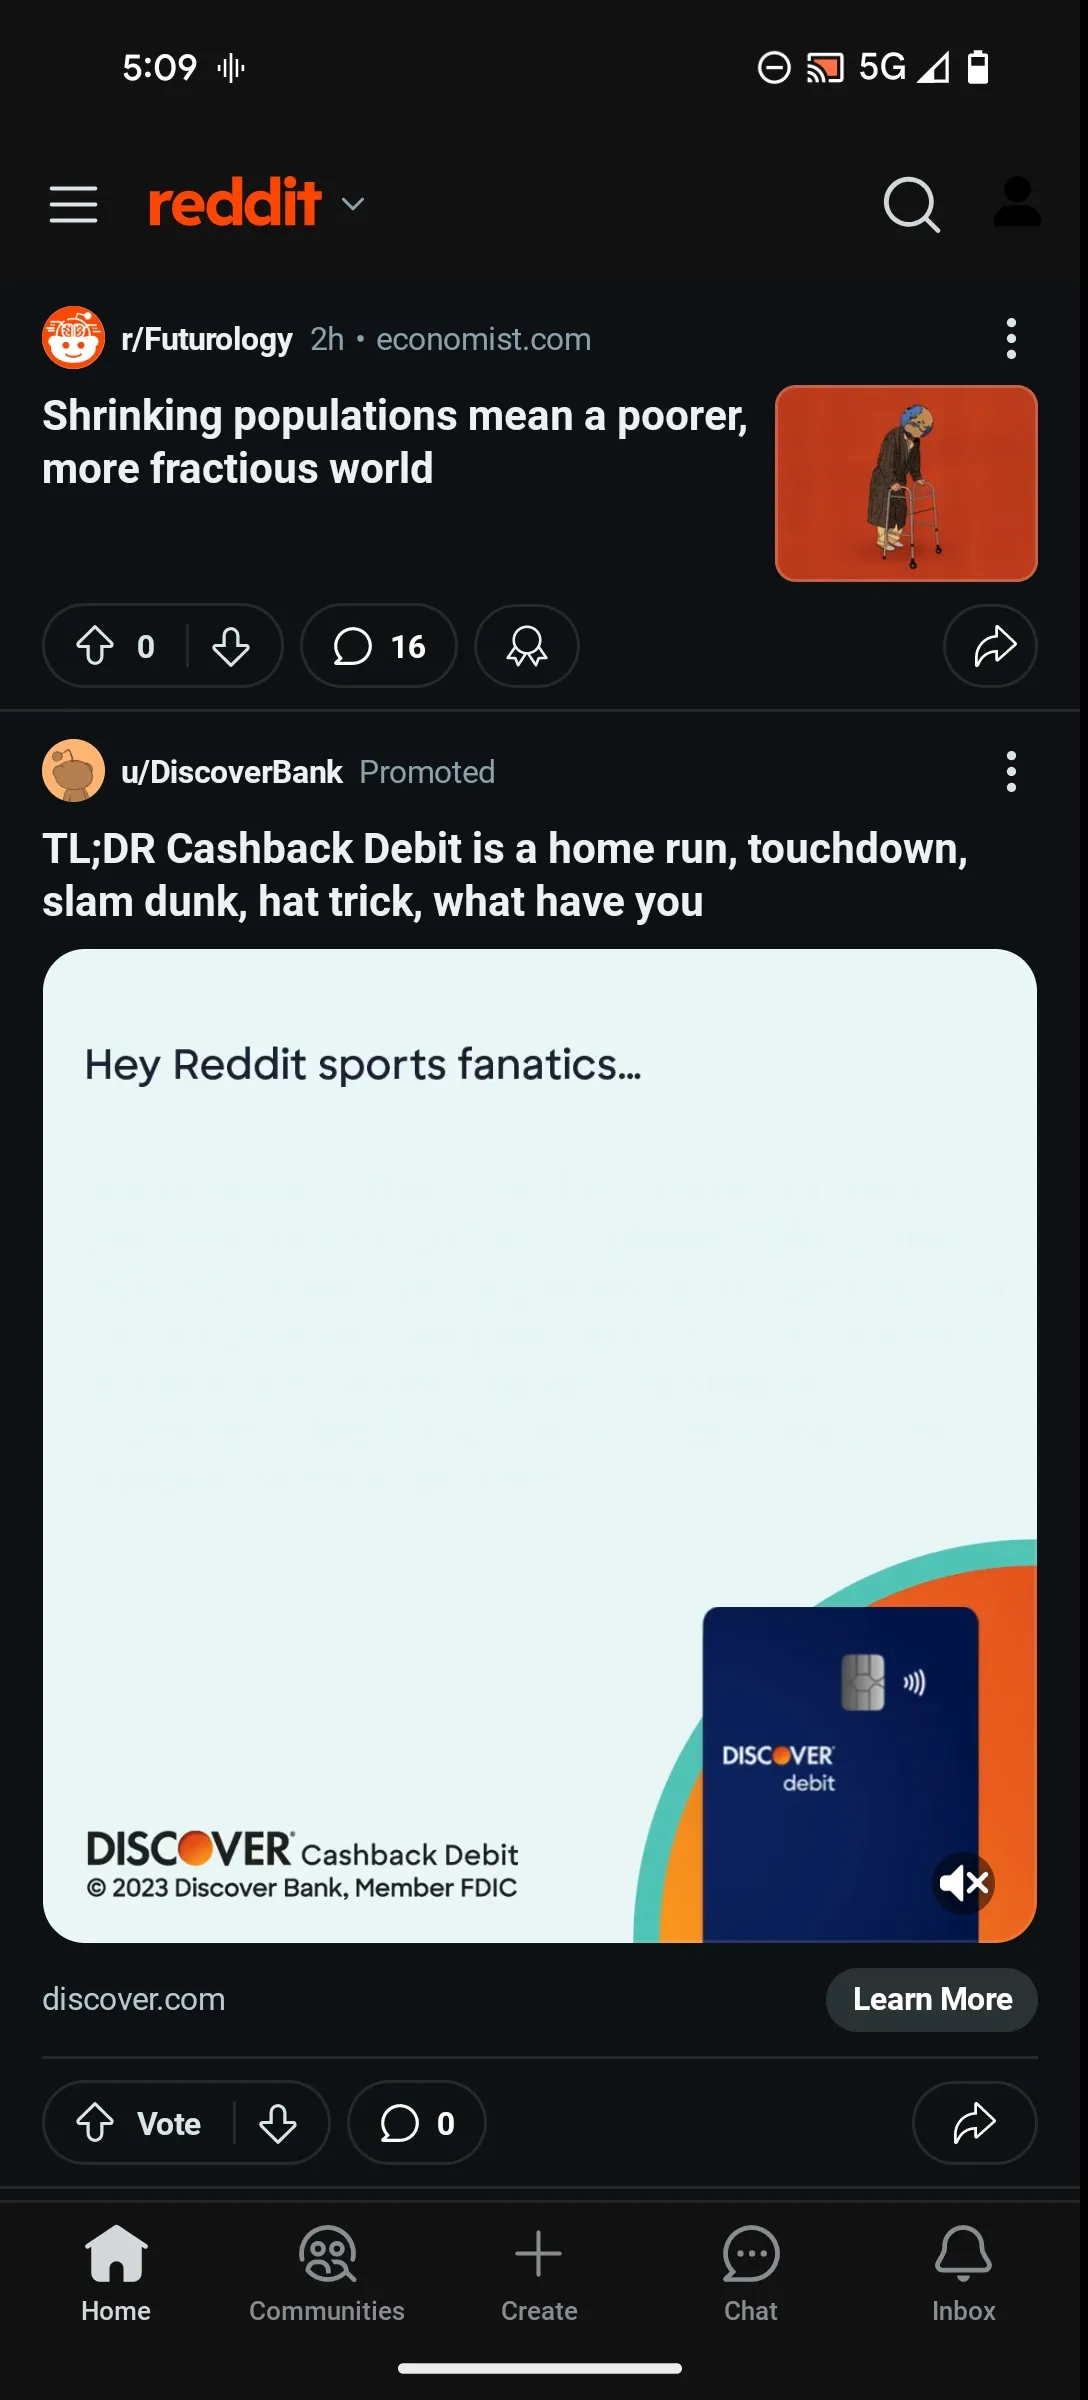 5:09
5G
reddit
r/Futurology 2h • economist.com
Shrinking populations mean a poorer,
more fractious world
0
16
u/DiscoverBank Promoted
TL;DR Cashback Debit is a home run, touchdown,
slam dunk, hat trick, what have you
Hey Reddit sports fanatics...
DISCOVER
debit
DISCOVER® Cashback Debit
© 2023 Discover Bank, Member FDIC
discover.com
Learn More
Vote
0
Home
Communities
Create
Chat
Inbox